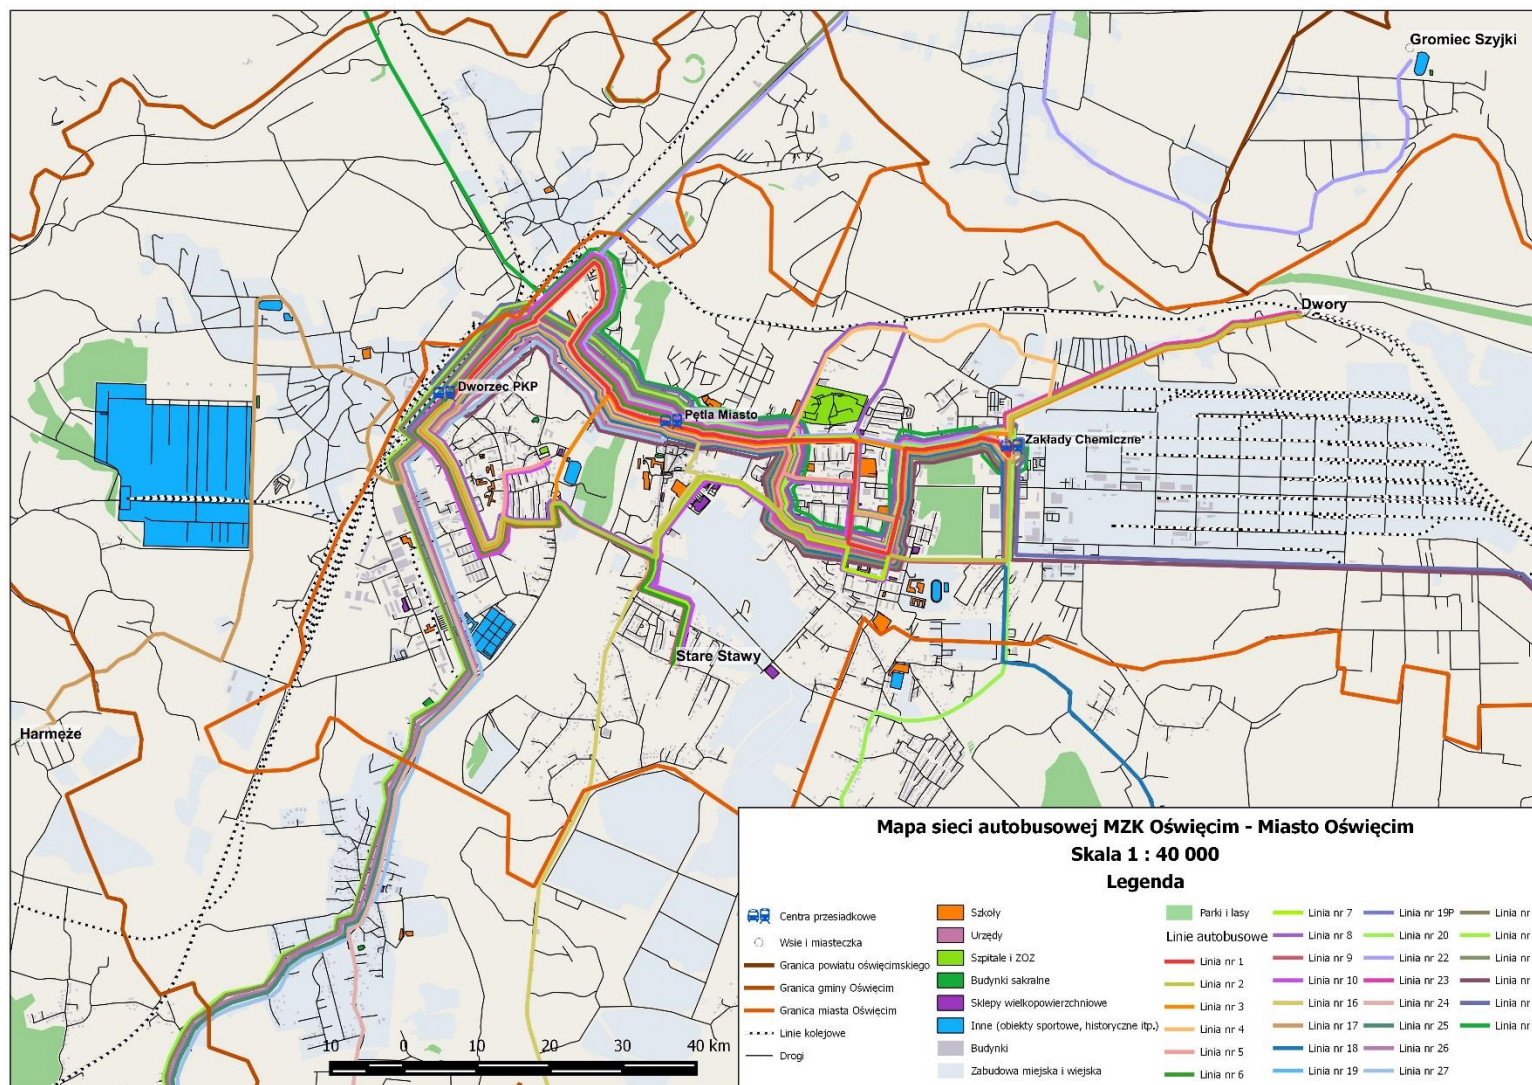 Gromiec Szyjki
Dwory
Dworzec PKP
Pętla Miasto
Zakłady Chemiczne
Stare Stawy
Harmęże
Mapa sieci autobusowej MZK Oświęcim - Miasto Oświęcim
Skala 1 : 40 000
Legenda
Centra przesiadkowe
Wsie i miasteczka
Granica powiatu oświęcimskiego
Granica gminy Oświęcim
Granica miasta Oświęcim
Linie kolejowe
Drogi
Szkoły
Urzędy
Szpitale i ZOZ
Budynki sakralne
Sklepy wielkopowierzchniowe
Inne (obiekty sportowe, historyczne itp.)
Budynki
Zabudowa miejska i wiejska
Parki i lasy
Linie autobusowe
Linia nr 1
Linia nr 2
Linia nr 3
Linia nr 4
Linia nr 5
Linia nr 6
Linia nr 7
Linia nr 8
Linia nr 9
Linia nr 10
Linia nr 16
Linia nr 17
Linia nr 18
Linia nr 19
Linia nr 19P
Linia nr 20
Linia nr 22
Linia nr 23
Linia nr 24
Linia nr 25
Linia nr 26
Linia nr 27
Linia nr
Linia nr
Linia nr
Linia nr
Linia nr
Linia nr
10 0 10 20 30 40 km